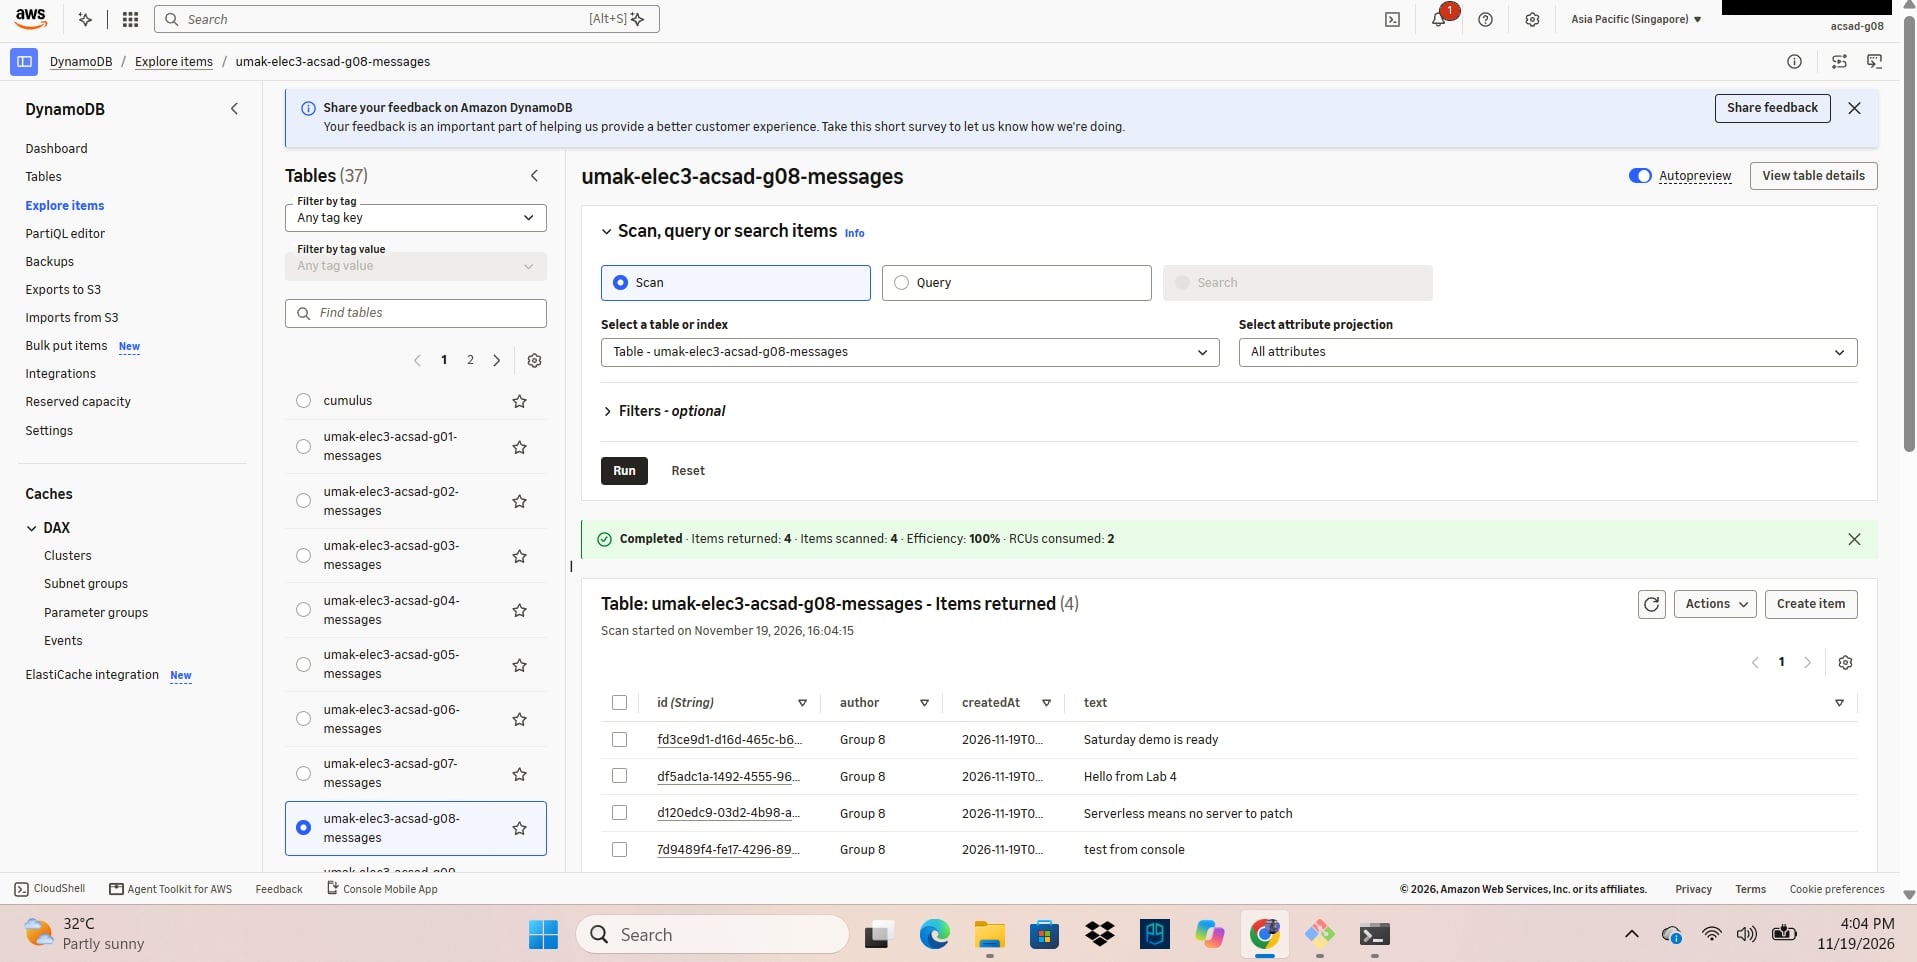 aws
Search [Alt+S]
1
Asia Pacific (Singapore)
acsad-g08
DynamoDB / Explore items / umak-elec3-acsad-g08-messages
DynamoDB
Dashboard
Tables
Explore items
PartiQL editor
Backups
Exports to S3
Imports from S3
Bulk put items New
Integrations
Reserved capacity
Settings
Caches
DAX
Clusters
Subnet groups
Parameter groups
Events
ElastiCache integration New
Share your feedback on Amazon DynamoDB
Your feedback is an important part of helping us provide a better customer experience. Take this short survey to let us know how we're doing.
Share feedback
Tables (37)
Filter by tag
Any tag key
Filter by tag value
Any tag value
Find tables
1 2
cumulus
umak-elec3-acsad-g01-
messages
umak-elec3-acsad-g02-
messages
umak-elec3-acsad-g03-
messages
umak-elec3-acsad-g04-
messages
umak-elec3-acsad-g05-
messages
umak-elec3-acsad-g06-
messages
umak-elec3-acsad-g07-
messages
umak-elec3-acsad-g08-
messages
umak-elec3-acsad-g09-
umak-elec3-acsad-g08-messages
Autopreview
View table details
Scan, query or search items Info
Scan
Query
Search
Select a table or index
Table - umak-elec3-acsad-g08-messages
Select attribute projection
All attributes
Filters - optional
Run
Reset
Completed · Items returned: 4 · Items scanned: 4 · Efficiency: 100% · RCUs consumed: 2
Table: umak-elec3-acsad-g08-messages - Items returned (4)
Scan started on November 19, 2026, 16:04:15
Actions
Create item
1
id (String) author createdAt text
fd3ce9d1-d16d-465c-b6... Group 8 2026-11-19T0... Saturday demo is ready
df5adc1a-1492-4555-96... Group 8 2026-11-19T0... Hello from Lab 4
d120edc9-03d2-4b98-a... Group 8 2026-11-19T0... Serverless means no server to patch
7d9489f4-fe17-4296-89... Group 8 2026-11-19T0... test from console
CloudShell
Agent Toolkit for AWS
Feedback
Console Mobile App
© 2026, Amazon Web Services, Inc. or its affiliates.
Privacy
Terms
Cookie preferences
32°C
Partly sunny
Search
4:04 PM
11/19/2026